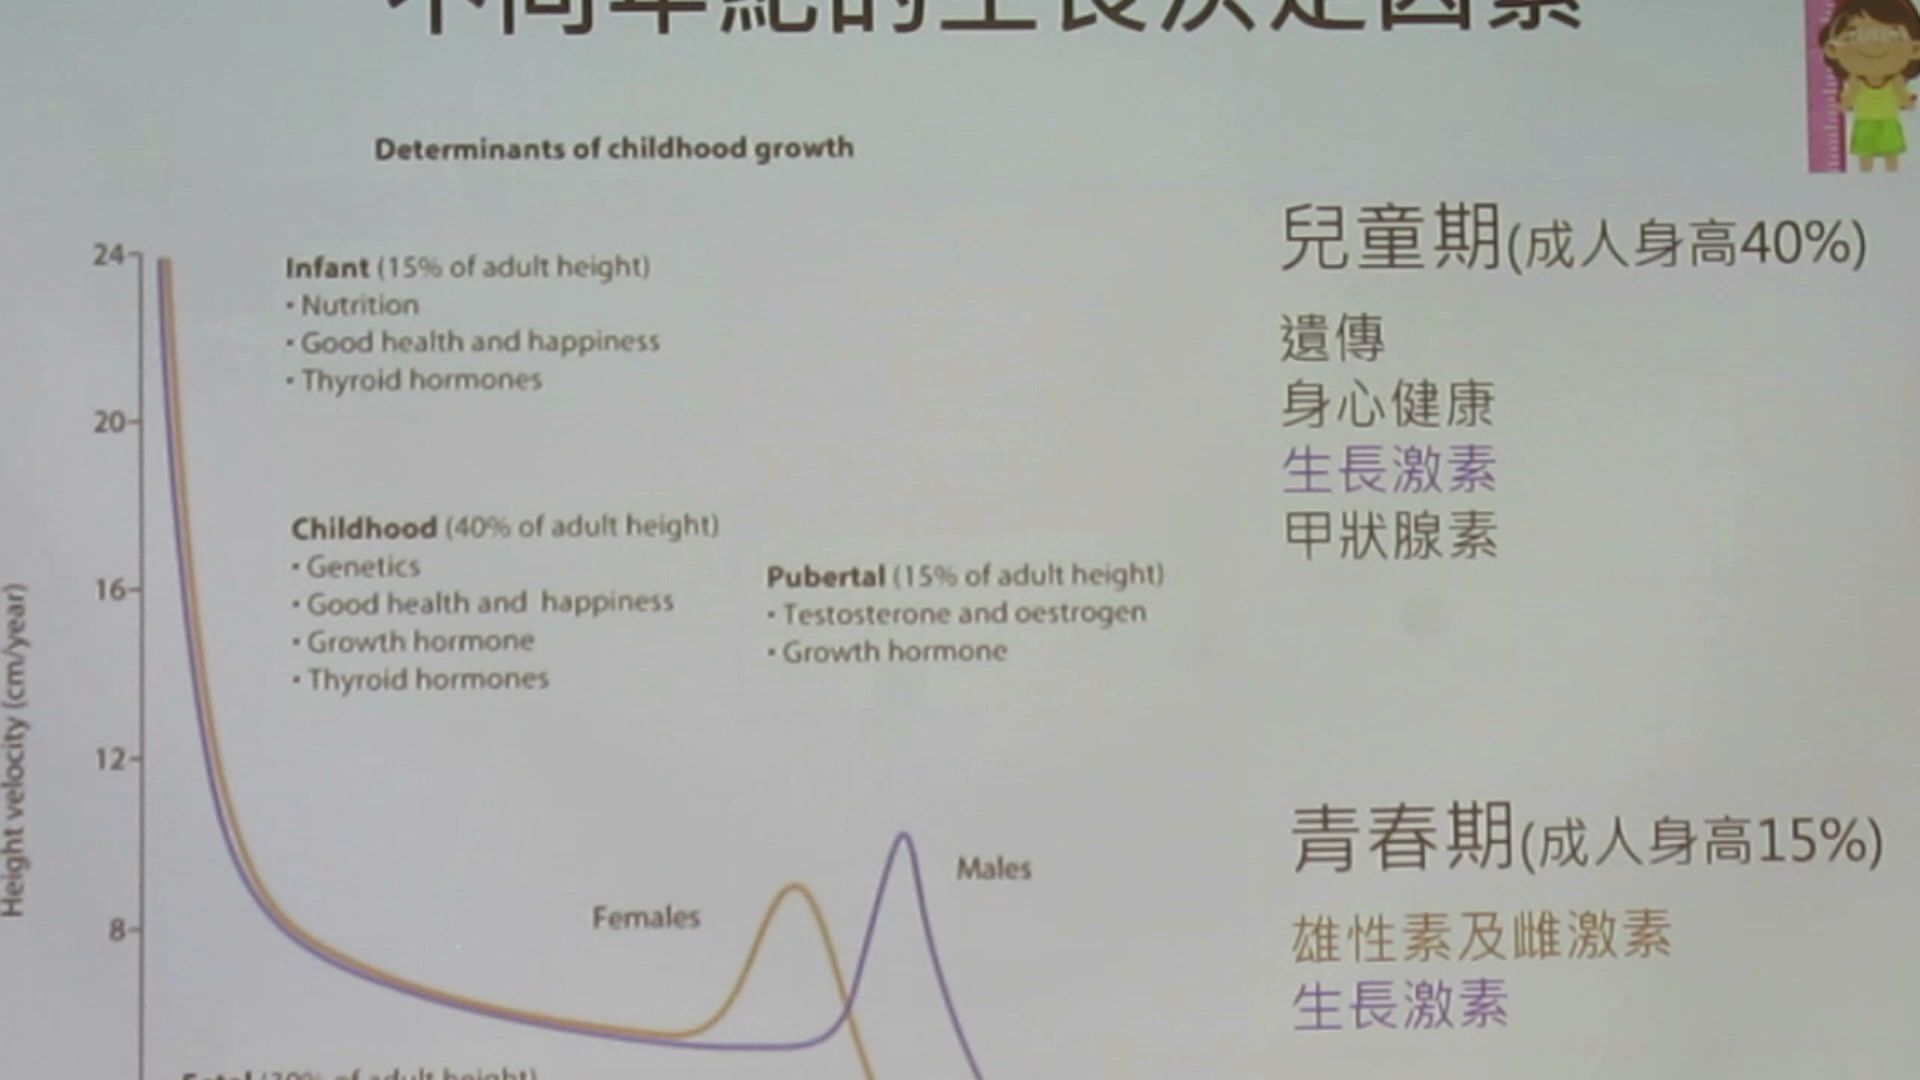 不同年紀的生長決定因素
Determinants of childhood growth
24
20
16
12
8
Height velocity (cm/year)
Infant (15% of adult height)
• Nutrition
• Good health and happiness
• Thyroid hormones
Childhood (40% of adult height)
• Genetics
• Good health and happiness
• Growth hormone
• Thyroid hormones
Pubertal (15% of adult height)
• Testosterone and oestrogen
• Growth hormone
Females
Males
of adult height)
兒童期(成人身高40%)
遺傳
身心健康
生長激素
甲狀腺素
青春期(成人身高15%)
雄性素及雌激素
生長激素